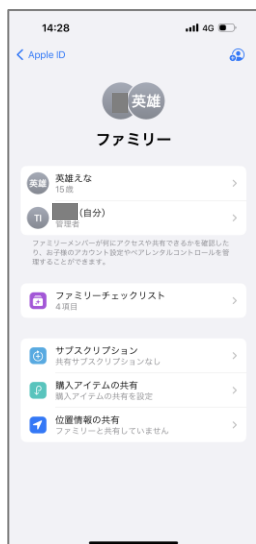 14:28
4G
Apple ID
英雄
ファミリー
英雄
英雄えな
15歳
TI
(自分)
管理者
ファミリーメンバーが何にアクセスや共有できるかを確認した
り、お子様のアカウント設定やペアレンタルコントロールを管
理することができます。
ファミリーチェックリスト
4項目
サブスクリプション
共有サブスクリプションなし
購入アイテムの共有
購入アイテムの共有を設定
位置情報の共有
ファミリーと共有していません